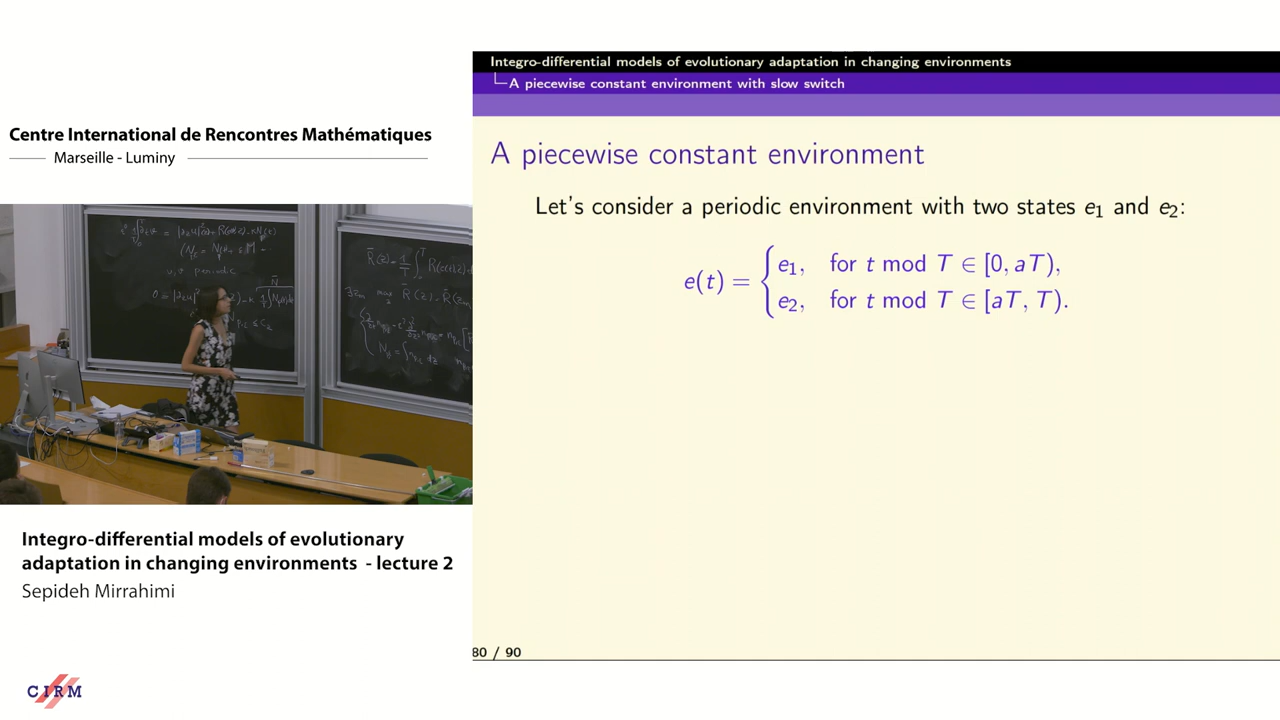 Centre International de Rencontres Mathématiques
Marseille - Luminy
Integro-differential models of evolutionary
adaptation in changing environments - lecture 2
Sepideh Mirrahimi
CIRM
Integro-differential models of evolutionary adaptation in changing environments
A piecewise constant environment with slow switch
A piecewise constant environment
Let's consider a periodic environment with two states e₁ and e₂:
e(t) = { e₁, for t mod T ∈ [0, aT),
e₂, for t mod T ∈ [aT, T).
80 / 90